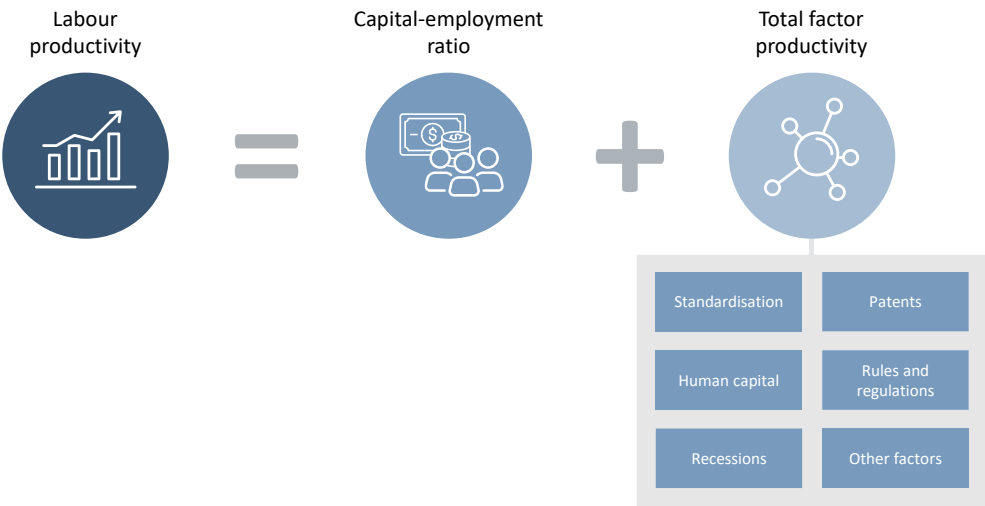 Labour
productivity
Capital-employment
ratio
Total factor
productivity
=
+
Standardisation
Patents
Human capital
Rules and
regulations
Recessions
Other factors